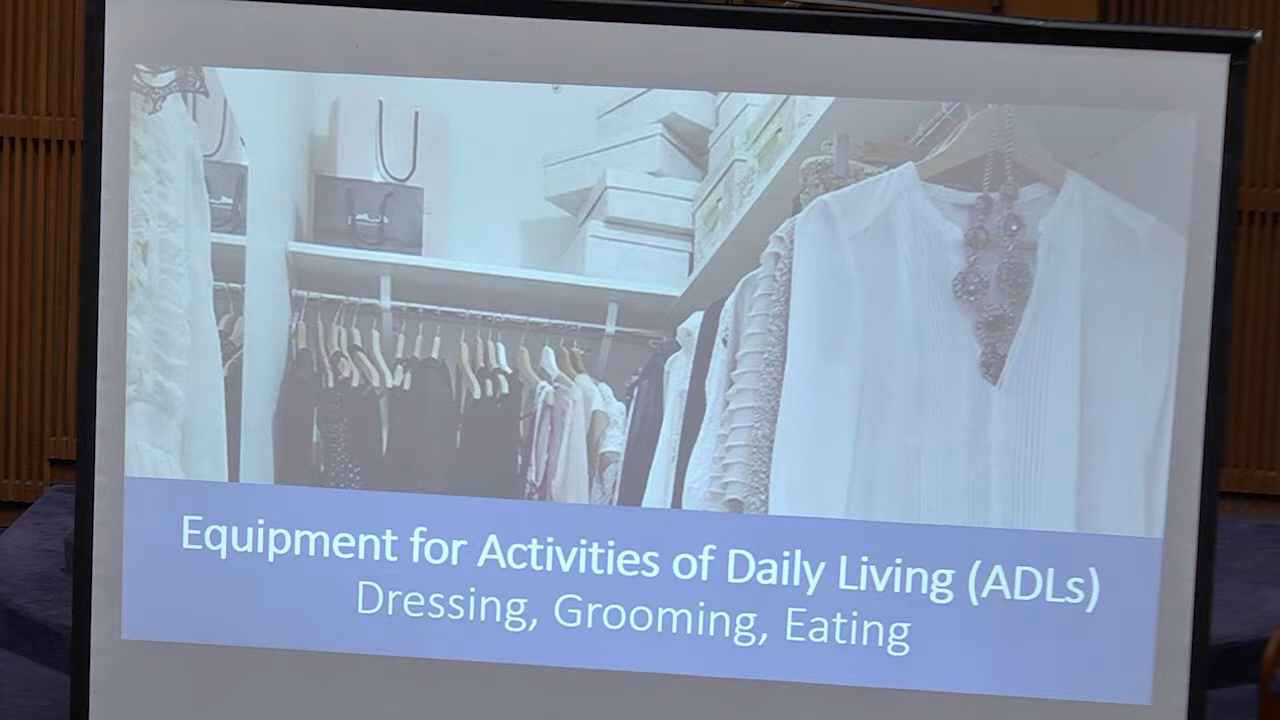 Equipment for Activities of Daily Living (ADLs)
Dressing, Grooming, Eating